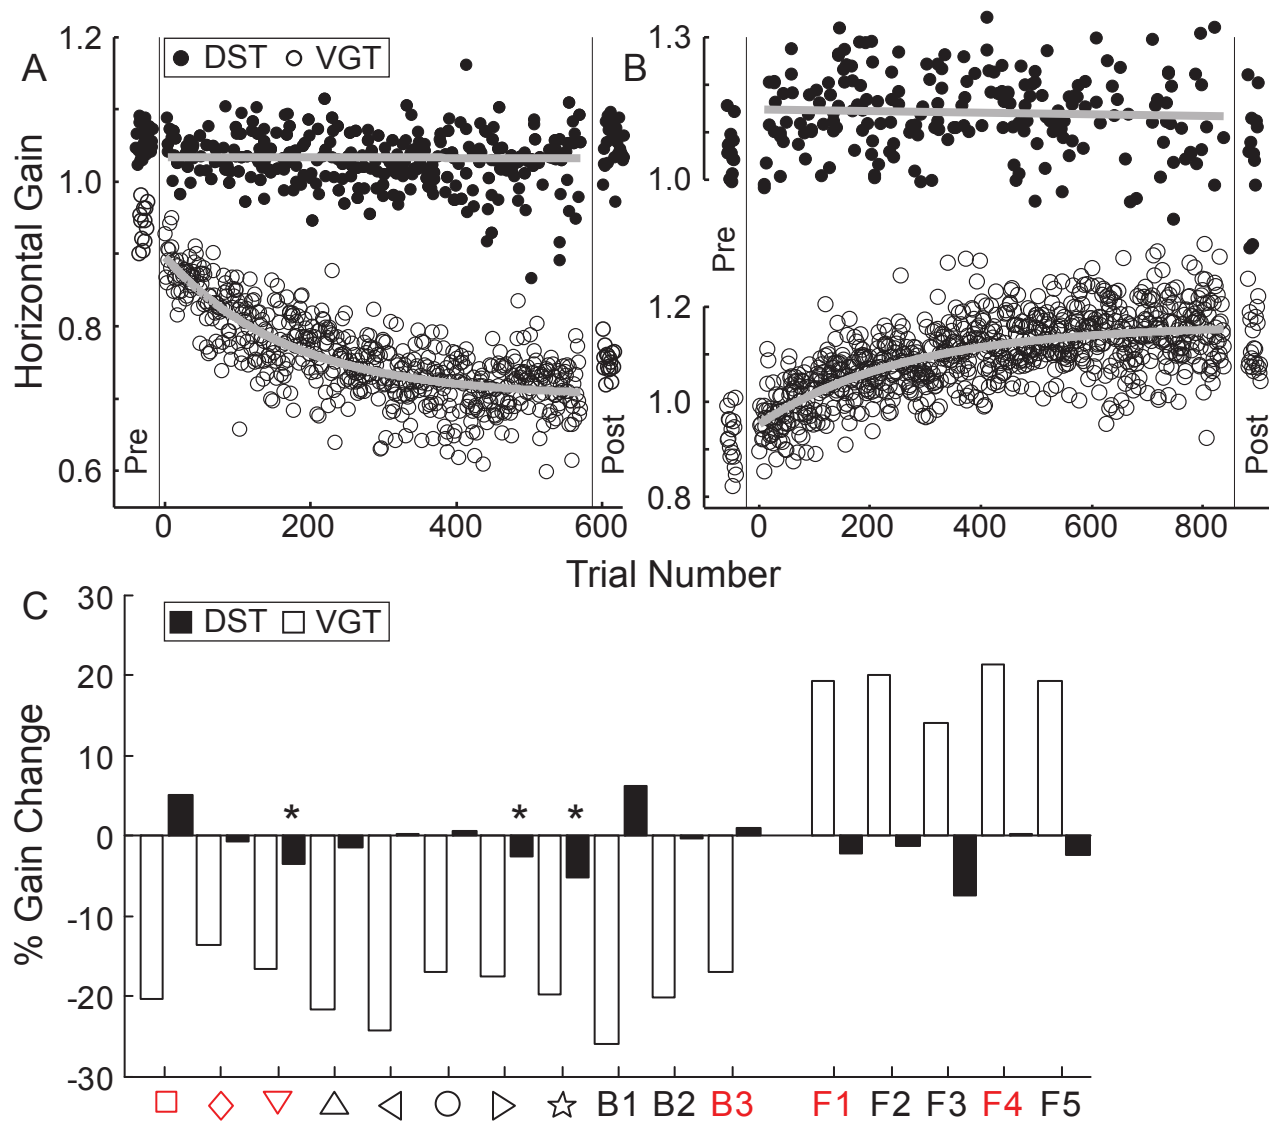 A
DST VGT
B
1.2
1.0
0.8
0.6
Horizontal Gain
Pre
Post
0 200 400 600
1.3
1.0
1.2
1.0
0.8
Pre
Post
0 200 400 600 800
Trial Number
C
DST VGT
30
20
10
0
-10
-20
-30
% Gain Change
* * *
B1 B2 B3 F1 F2 F3 F4 F5